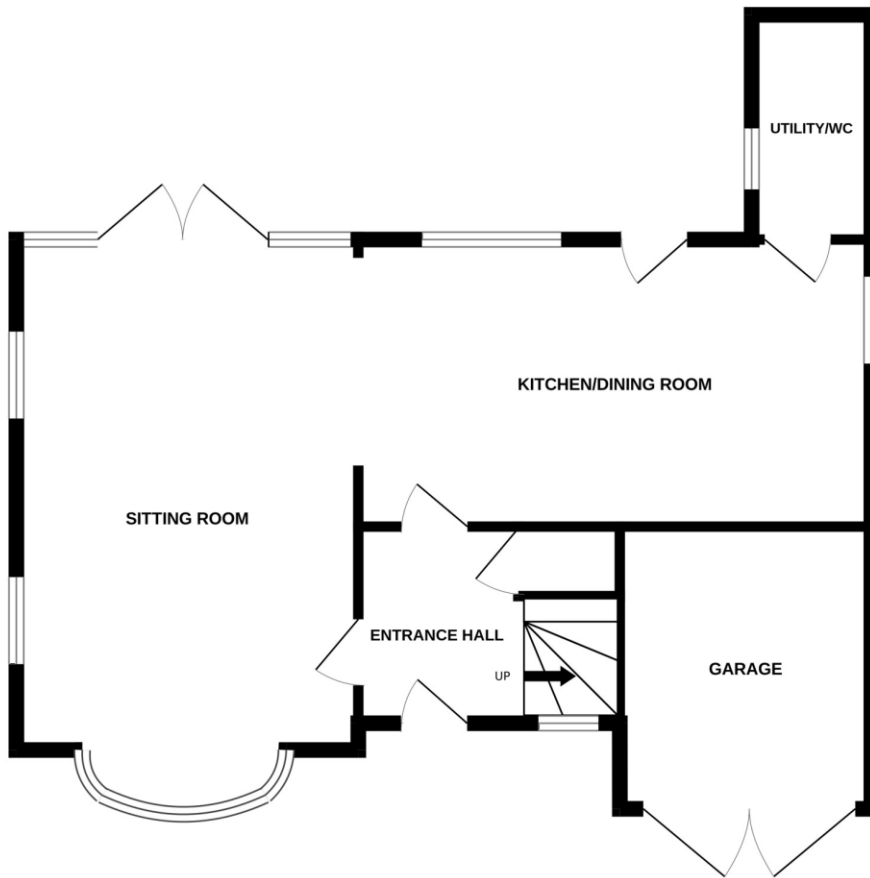 UTILITY/WC
KITCHEN/DINING ROOM
SITTING ROOM
ENTRANCE HALL
UP
GARAGE